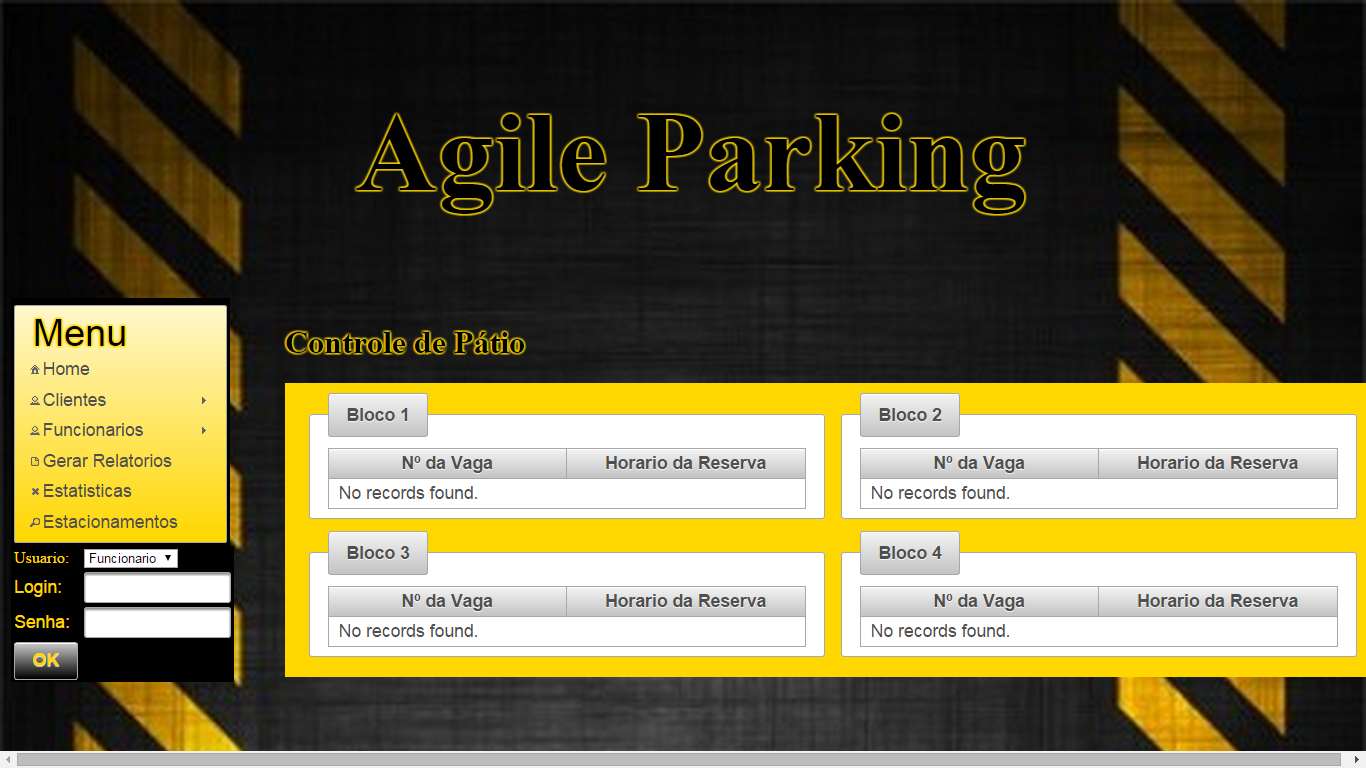 Agile Parking
Menu
Home
Clientes
Funcionarios
Gerar Relatorios
Estatisticas
Estacionamentos
Usuario: Funcionario
Login:
Senha:
OK
Controle de Pátio
Bloco 1
Nº da Vaga Horario da Reserva
No records found.
Bloco 2
Nº da Vaga Horario da Reserva
No records found.
Bloco 3
Nº da Vaga Horario da Reserva
No records found.
Bloco 4
Nº da Vaga Horario da Reserva
No records found.